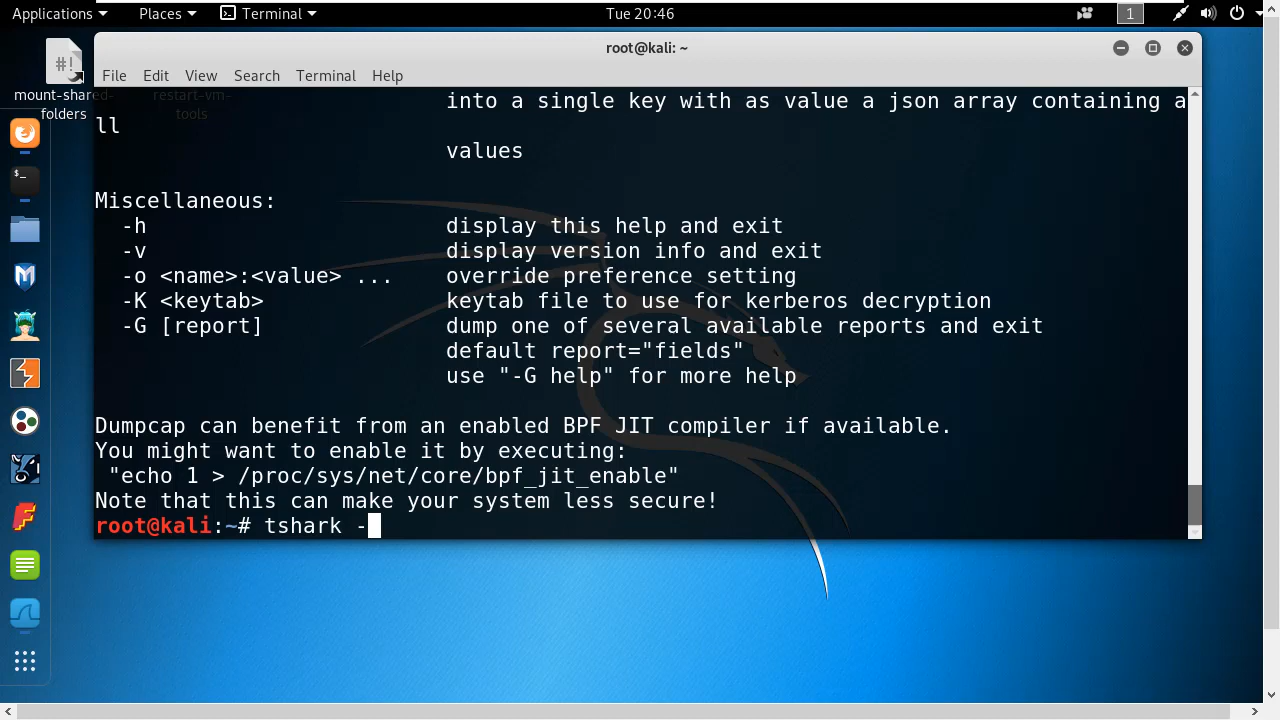 Applications Places Terminal Tue 20:46 1
root@kali: ~
File Edit View Search Terminal Help
mount-shared-
folders
restart-vm-
tools
into a single key with as value a json array containing a
ll
values
Miscellaneous:
-h display this help and exit
-v display version info and exit
-o <name>:<value> ... override preference setting
-K <keytab> keytab file to use for kerberos decryption
-G [report] dump one of several available reports and exit
default report="fields"
use "-G help" for more help
Dumpcap can benefit from an enabled BPF JIT compiler if available.
You might want to enable it by executing:
"echo 1 > /proc/sys/net/core/bpf_jit_enable"
Note that this can make your system less secure!
root@kali:~# tshark -